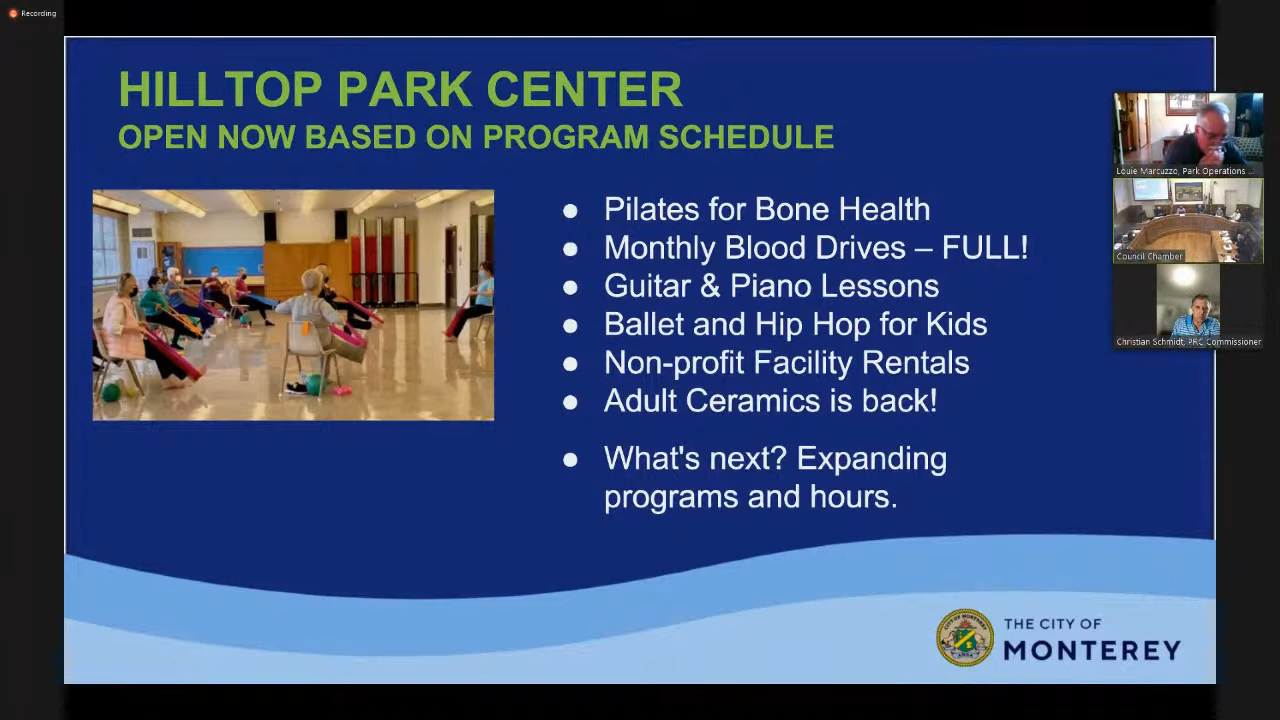 Recording
HILLTOP PARK CENTER
OPEN NOW BASED ON PROGRAM SCHEDULE
● Pilates for Bone Health
● Monthly Blood Drives – FULL!
● Guitar & Piano Lessons
● Ballet and Hip Hop for Kids
● Non-profit Facility Rentals
● Adult Ceramics is back!
● What's next? Expanding
programs and hours.
Louie Marcuzzo, Park Operations ...
Council Chamber
Christian Schmidt, PRC Commissioner
THE CITY OF
MONTEREY